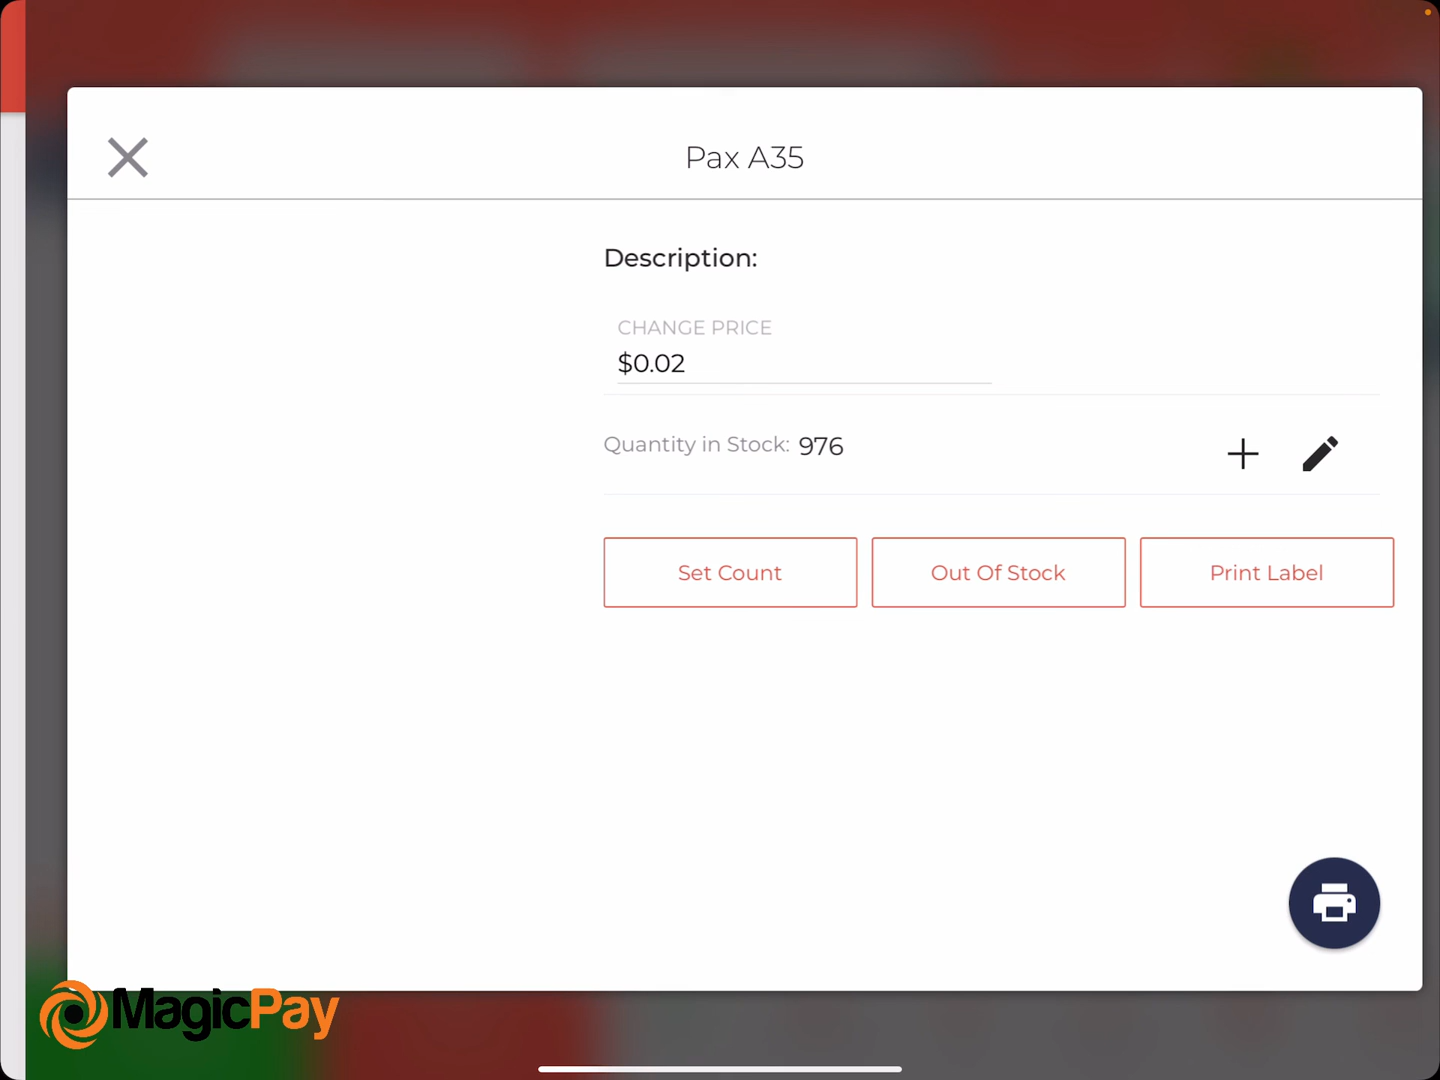 Pax A35
Description:
CHANGE PRICE
$0.02
Quantity in Stock: 976
Set Count
Out Of Stock
Print Label
MagicPay